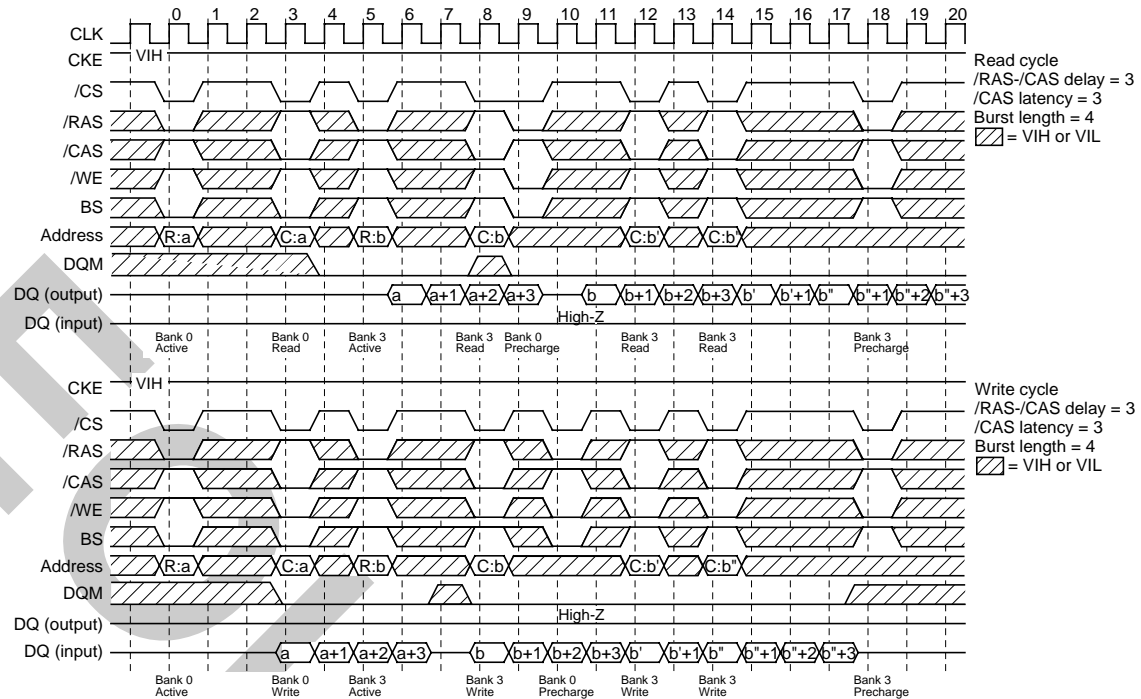 0 1 2 3 4 5 6 7 8 9 10 11 12 13 14 15 16 17 18 19 20
CLK
CKE VIH
/CS
/RAS
/CAS
/WE
BS
Address R:a C:a R:b C:b C:b' C:b"
DQM
DQ (output) a a+1 a+2 a+3 b b+1 b+2 b+3 b' b'+1 b" b"+1 b"+2 b"+3
DQ (input) High-Z
Bank 0 Active
Bank 0 Read
Bank 3 Active
Bank 3 Read
Bank 0 Precharge
Bank 3 Read
Bank 3 Read
Bank 3 Precharge
Read cycle
/RAS-/CAS delay = 3
/CAS latency = 3
Burst length = 4
= VIH or VIL
CKE VIH
/CS
/RAS
/CAS
/WE
BS
Address R:a C:a R:b C:b C:b' C:b"
DQM
DQ (output) High-Z
DQ (input) a a+1 a+2 a+3 b b+1 b+2 b+3 b' b'+1 b" b"+1 b"+2 b"+3
Bank 0 Active
Bank 0 Write
Bank 3 Active
Bank 3 Write
Bank 0 Precharge
Bank 3 Write
Bank 3 Write
Bank 3 Precharge
Write cycle
/RAS-/CAS delay = 3
/CAS latency = 3
Burst length = 4
= VIH or VIL